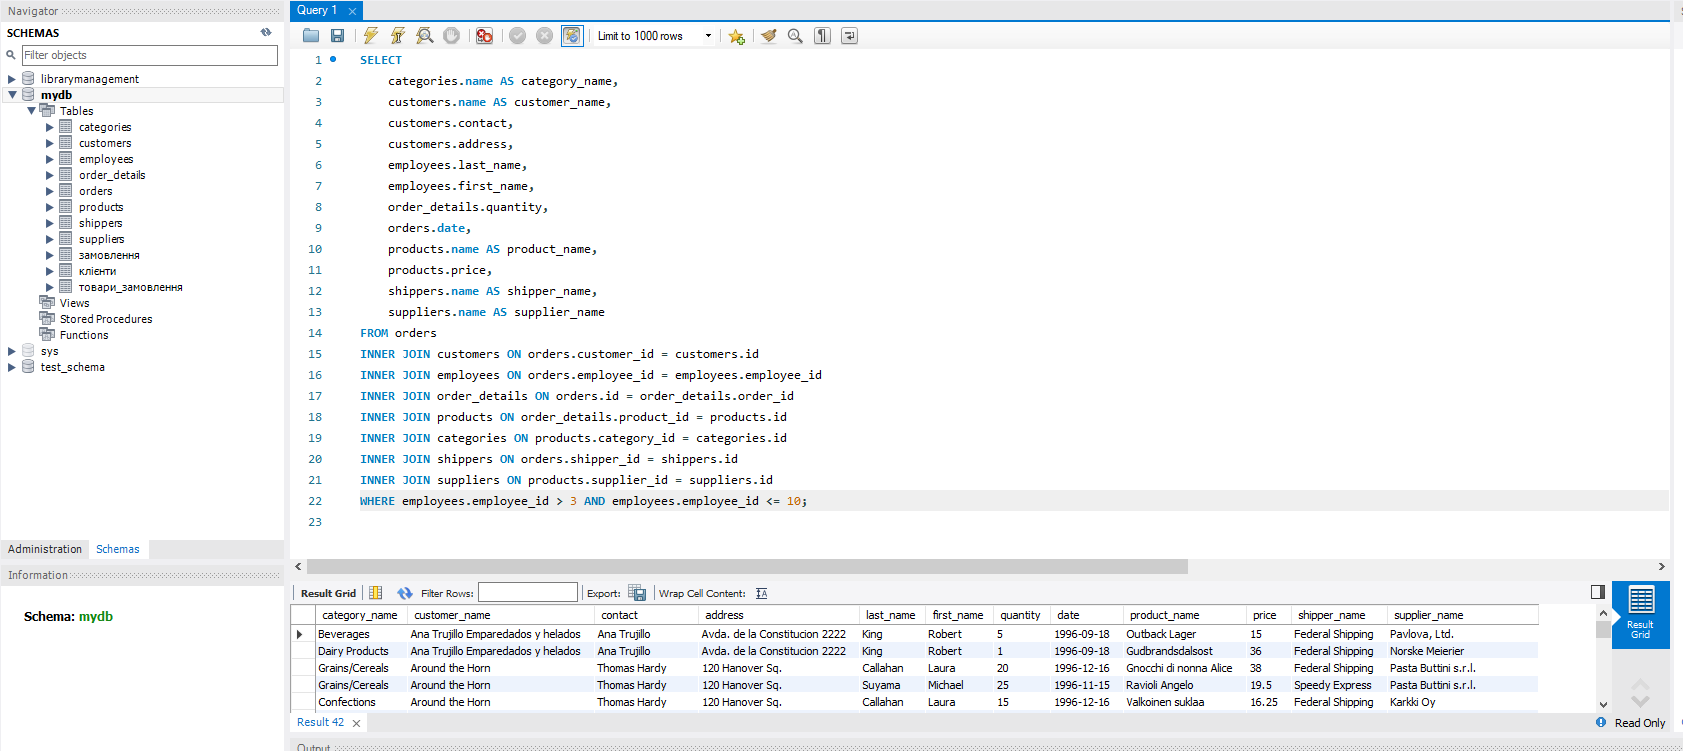 Navigator
SCHEMAS
Filter objects
librarymanagement
mydb
Tables
categories
customers
employees
order_details
orders
products
shippers
suppliers
замовлення
клієнти
товари_замовлення
Views
Stored Procedures
Functions
sys
test_schema
Administration Schemas
Information
Schema: mydb
Query 1
Limit to 1000 rows
1 SELECT
2 categories.name AS category_name,
3 customers.name AS customer_name,
4 customers.contact,
5 customers.address,
6 employees.last_name,
7 employees.first_name,
8 order_details.quantity,
9 orders.date,
10 products.name AS product_name,
11 products.price,
12 shippers.name AS shipper_name,
13 suppliers.name AS supplier_name
14 FROM orders
15 INNER JOIN customers ON orders.customer_id = customers.id
16 INNER JOIN employees ON orders.employee_id = employees.employee_id
17 INNER JOIN order_details ON orders.id = order_details.order_id
18 INNER JOIN products ON order_details.product_id = products.id
19 INNER JOIN categories ON products.category_id = categories.id
20 INNER JOIN shippers ON orders.shipper_id = shippers.id
21 INNER JOIN suppliers ON products.supplier_id = suppliers.id
22 WHERE employees.employee_id > 3 AND employees.employee_id <= 10;
23
Result Grid Filter Rows: Export: Wrap Cell Content:
category_name customer_name contact address last_name first_name quantity date product_name price shipper_name supplier_name
Beverages Ana Trujillo Emparedados y helados Ana Trujillo Avda. de la Constitucion 2222 King Robert 5 1996-09-18 Outback Lager 15 Federal Shipping Pavlova, Ltd.
Dairy Products Ana Trujillo Emparedados y helados Ana Trujillo Avda. de la Constitucion 2222 King Robert 1 1996-09-18 Gudbrandsdalsost 36 Federal Shipping Norske Meierier
Grains/Cereals Around the Horn Thomas Hardy 120 Hanover Sq. Callahan Laura 20 1996-12-16 Gnocchi di nonna Alice 38 Federal Shipping Pasta Buttini s.r.l.
Grains/Cereals Around the Horn Thomas Hardy 120 Hanover Sq. Suyama Michael 25 1996-11-15 Ravioli Angelo 19.5 Speedy Express Pasta Buttini s.r.l.
Confections Around the Horn Thomas Hardy 120 Hanover Sq. Callahan Laura 15 1996-12-16 Valkoinen suklaa 16.25 Federal Shipping Karkki Oy
Result Grid
Result 42
Read Only
Output